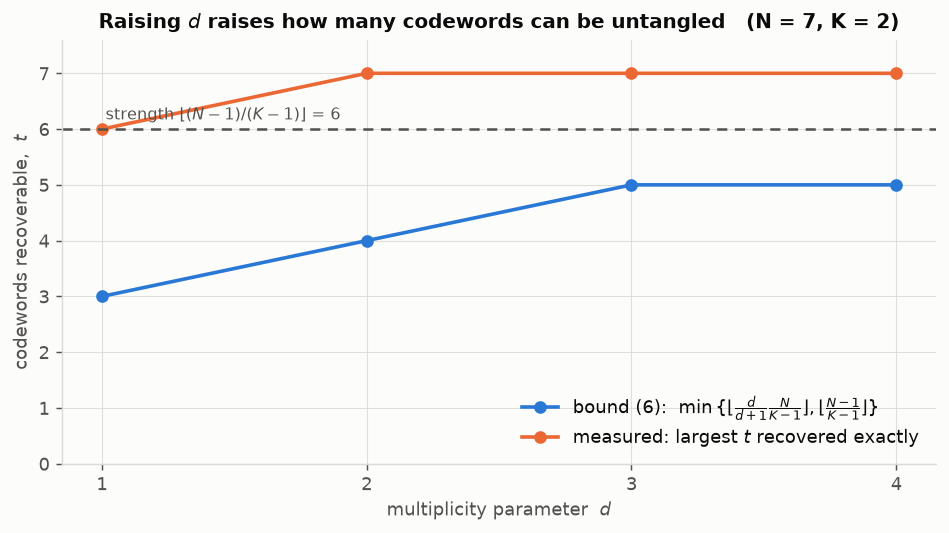 Raising d raises how many codewords can be untangled (N = 7, K = 2)
7
6
5
4
3
2
1
0
codewords recoverable, t
strength ⌊(N − 1)/(K − 1)⌋ = 6
bound (6): min {⌊d/(d+1) N/(K−1)⌋, ⌊(N−1)/(K−1)⌋}
measured: largest t recovered exactly
1 2 3 4
multiplicity parameter d